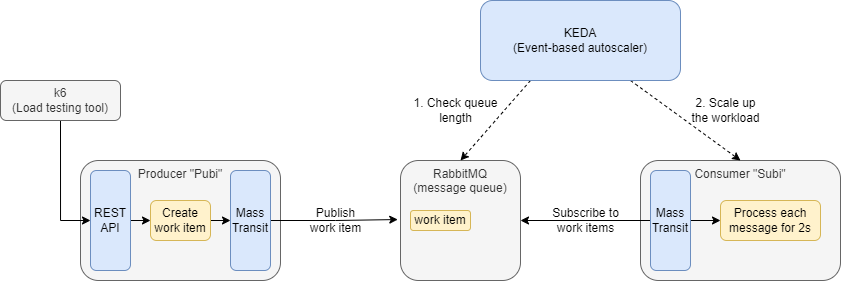 KEDA
(Event-based autoscaler)
k6
(Load testing tool)
1. Check queue
length
2. Scale up
the workload
Producer "Pubi"
REST
API
Create
work item
Mass
Transit
Publish
work item
RabbitMQ
(message queue)
work item
Subscribe to
work items
Consumer "Subi"
Mass
Transit
Process each
message for 2s